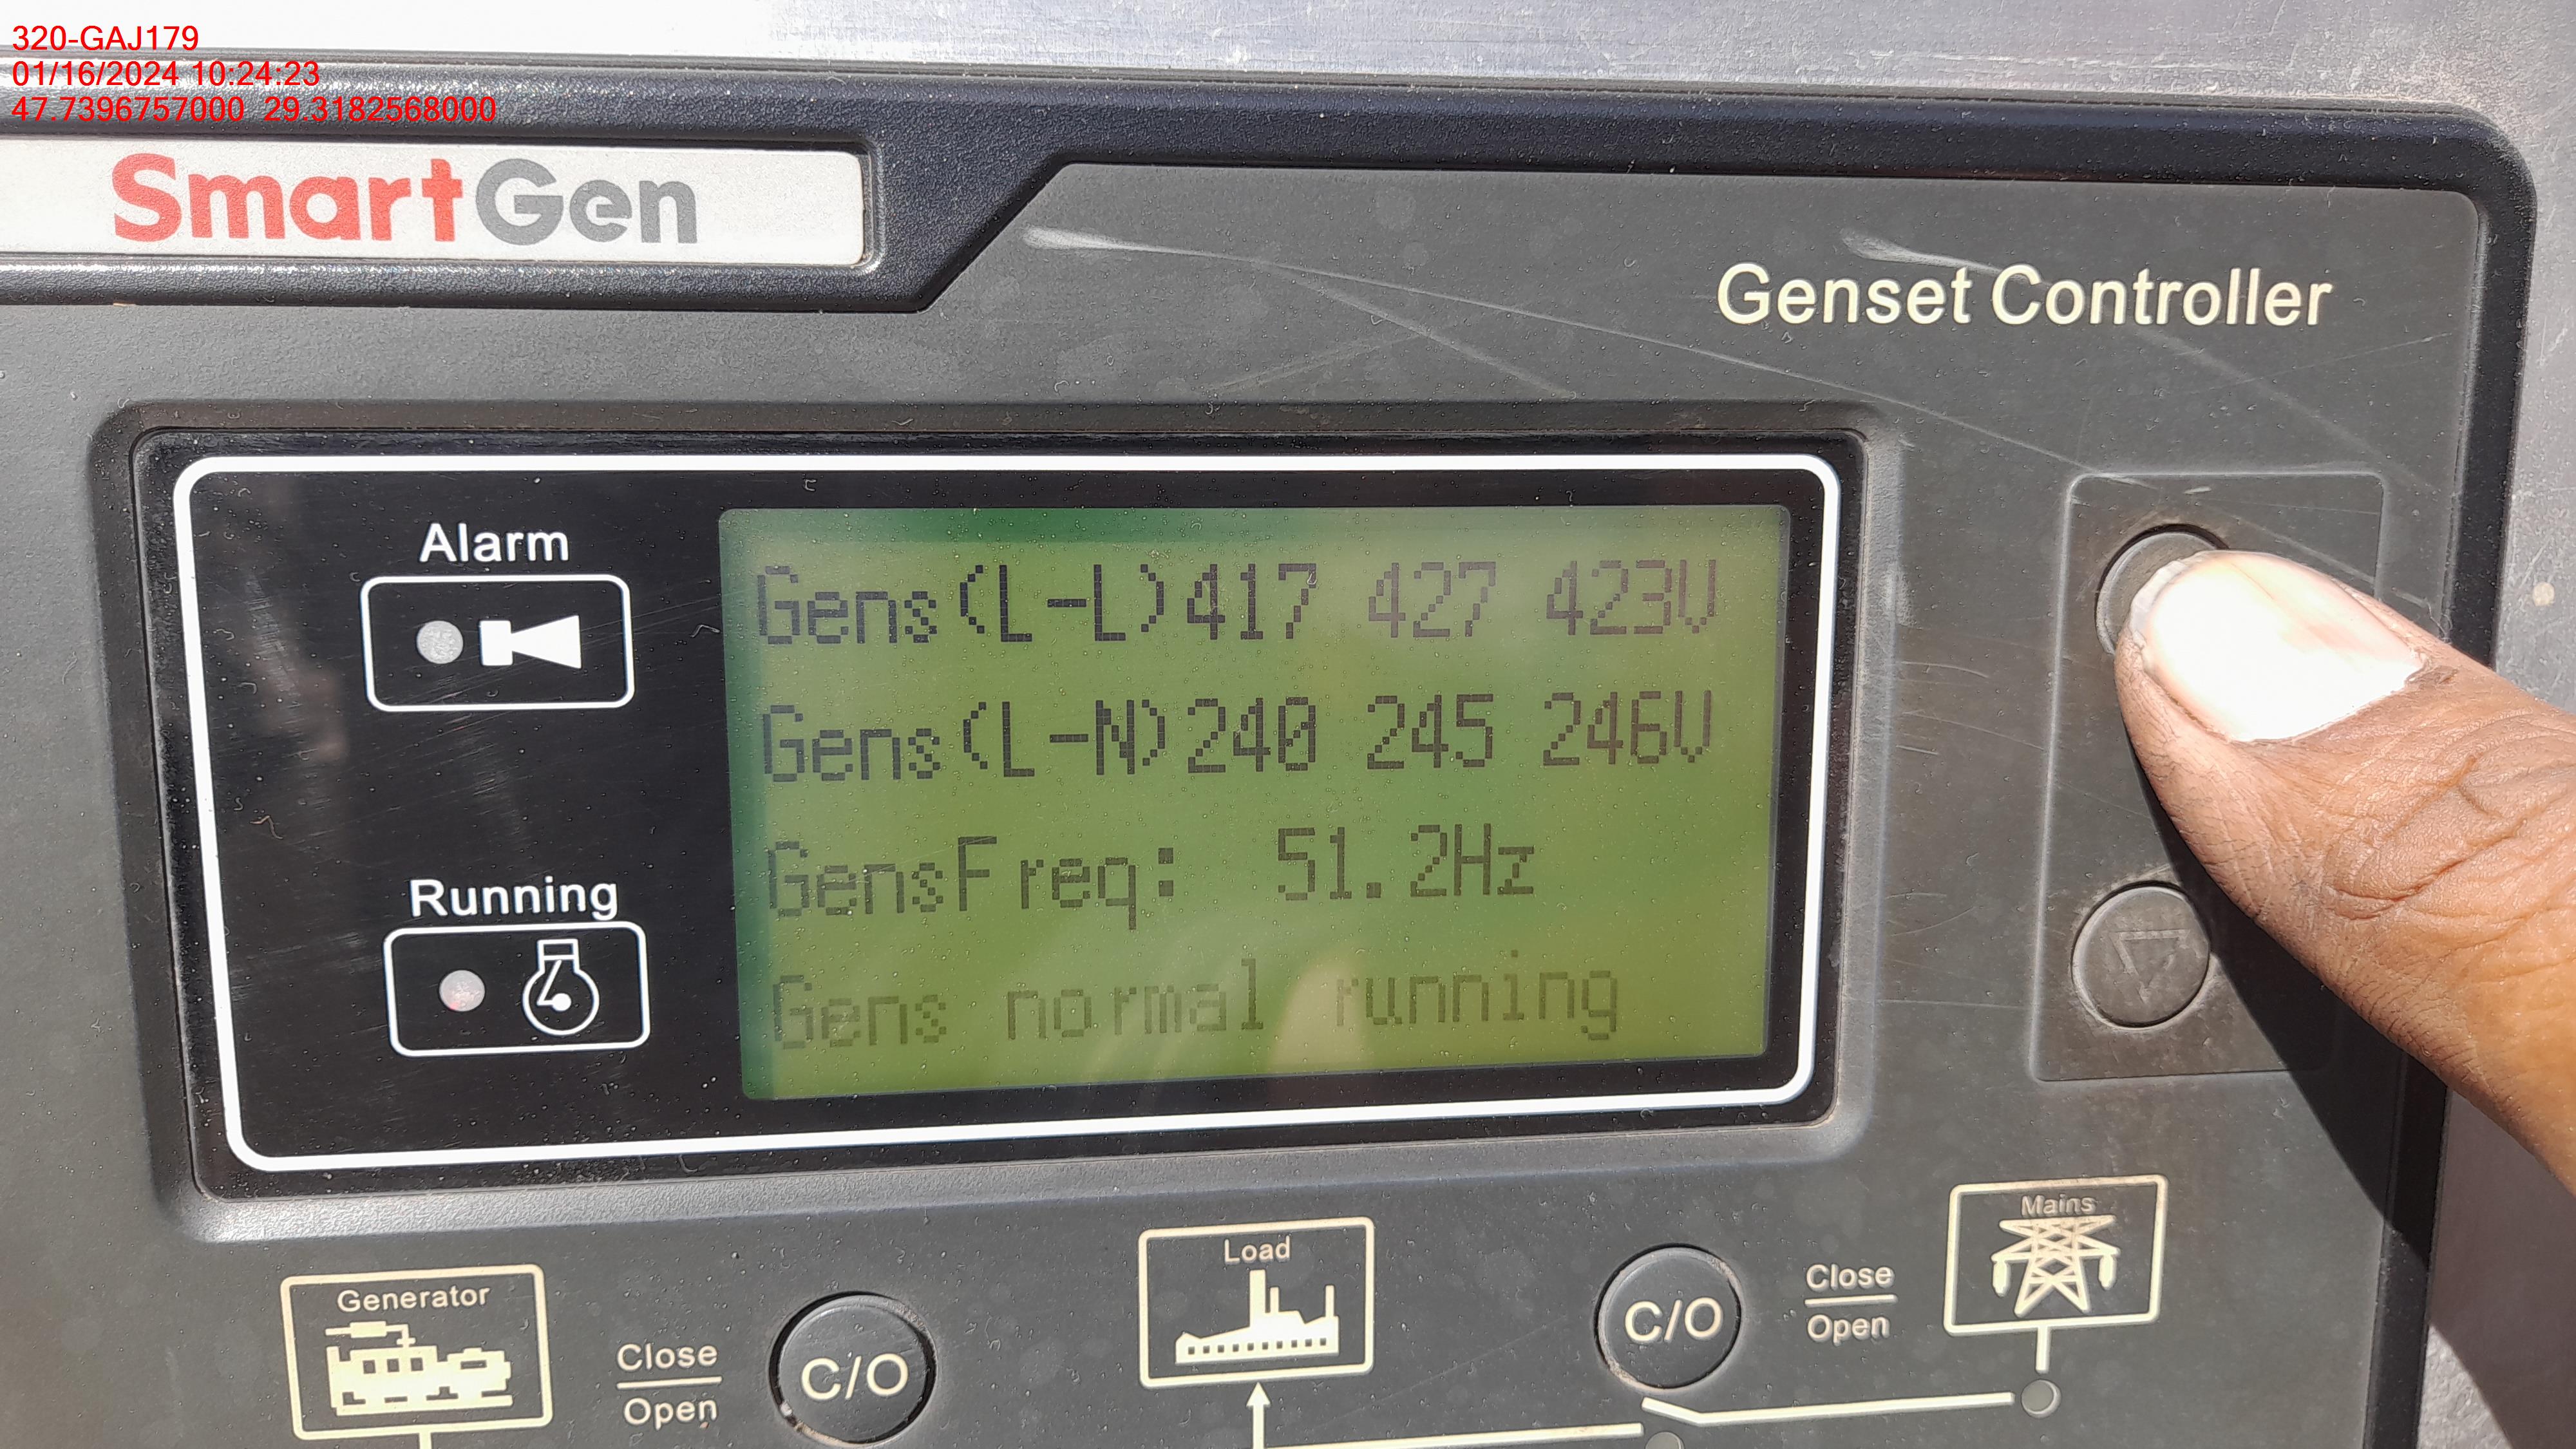 320-GAJ179
01/16/2024 10:24:23
47.7396757000 29.3182568000
SmartGen
Genset Controller
Alarm
Gens(L-L)417 427 423V
Gens(L-N)240 245 246V
GensFreq: 51.2Hz
Running
Gens normal running
Generator
Close
Open
C/O
Load
C/O
Close
Open
Mains